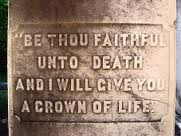 "BE THOU FAITHFUL
UNTO DEATH
AND I WILL GIVE YOU
A CROWN OF LIFE."